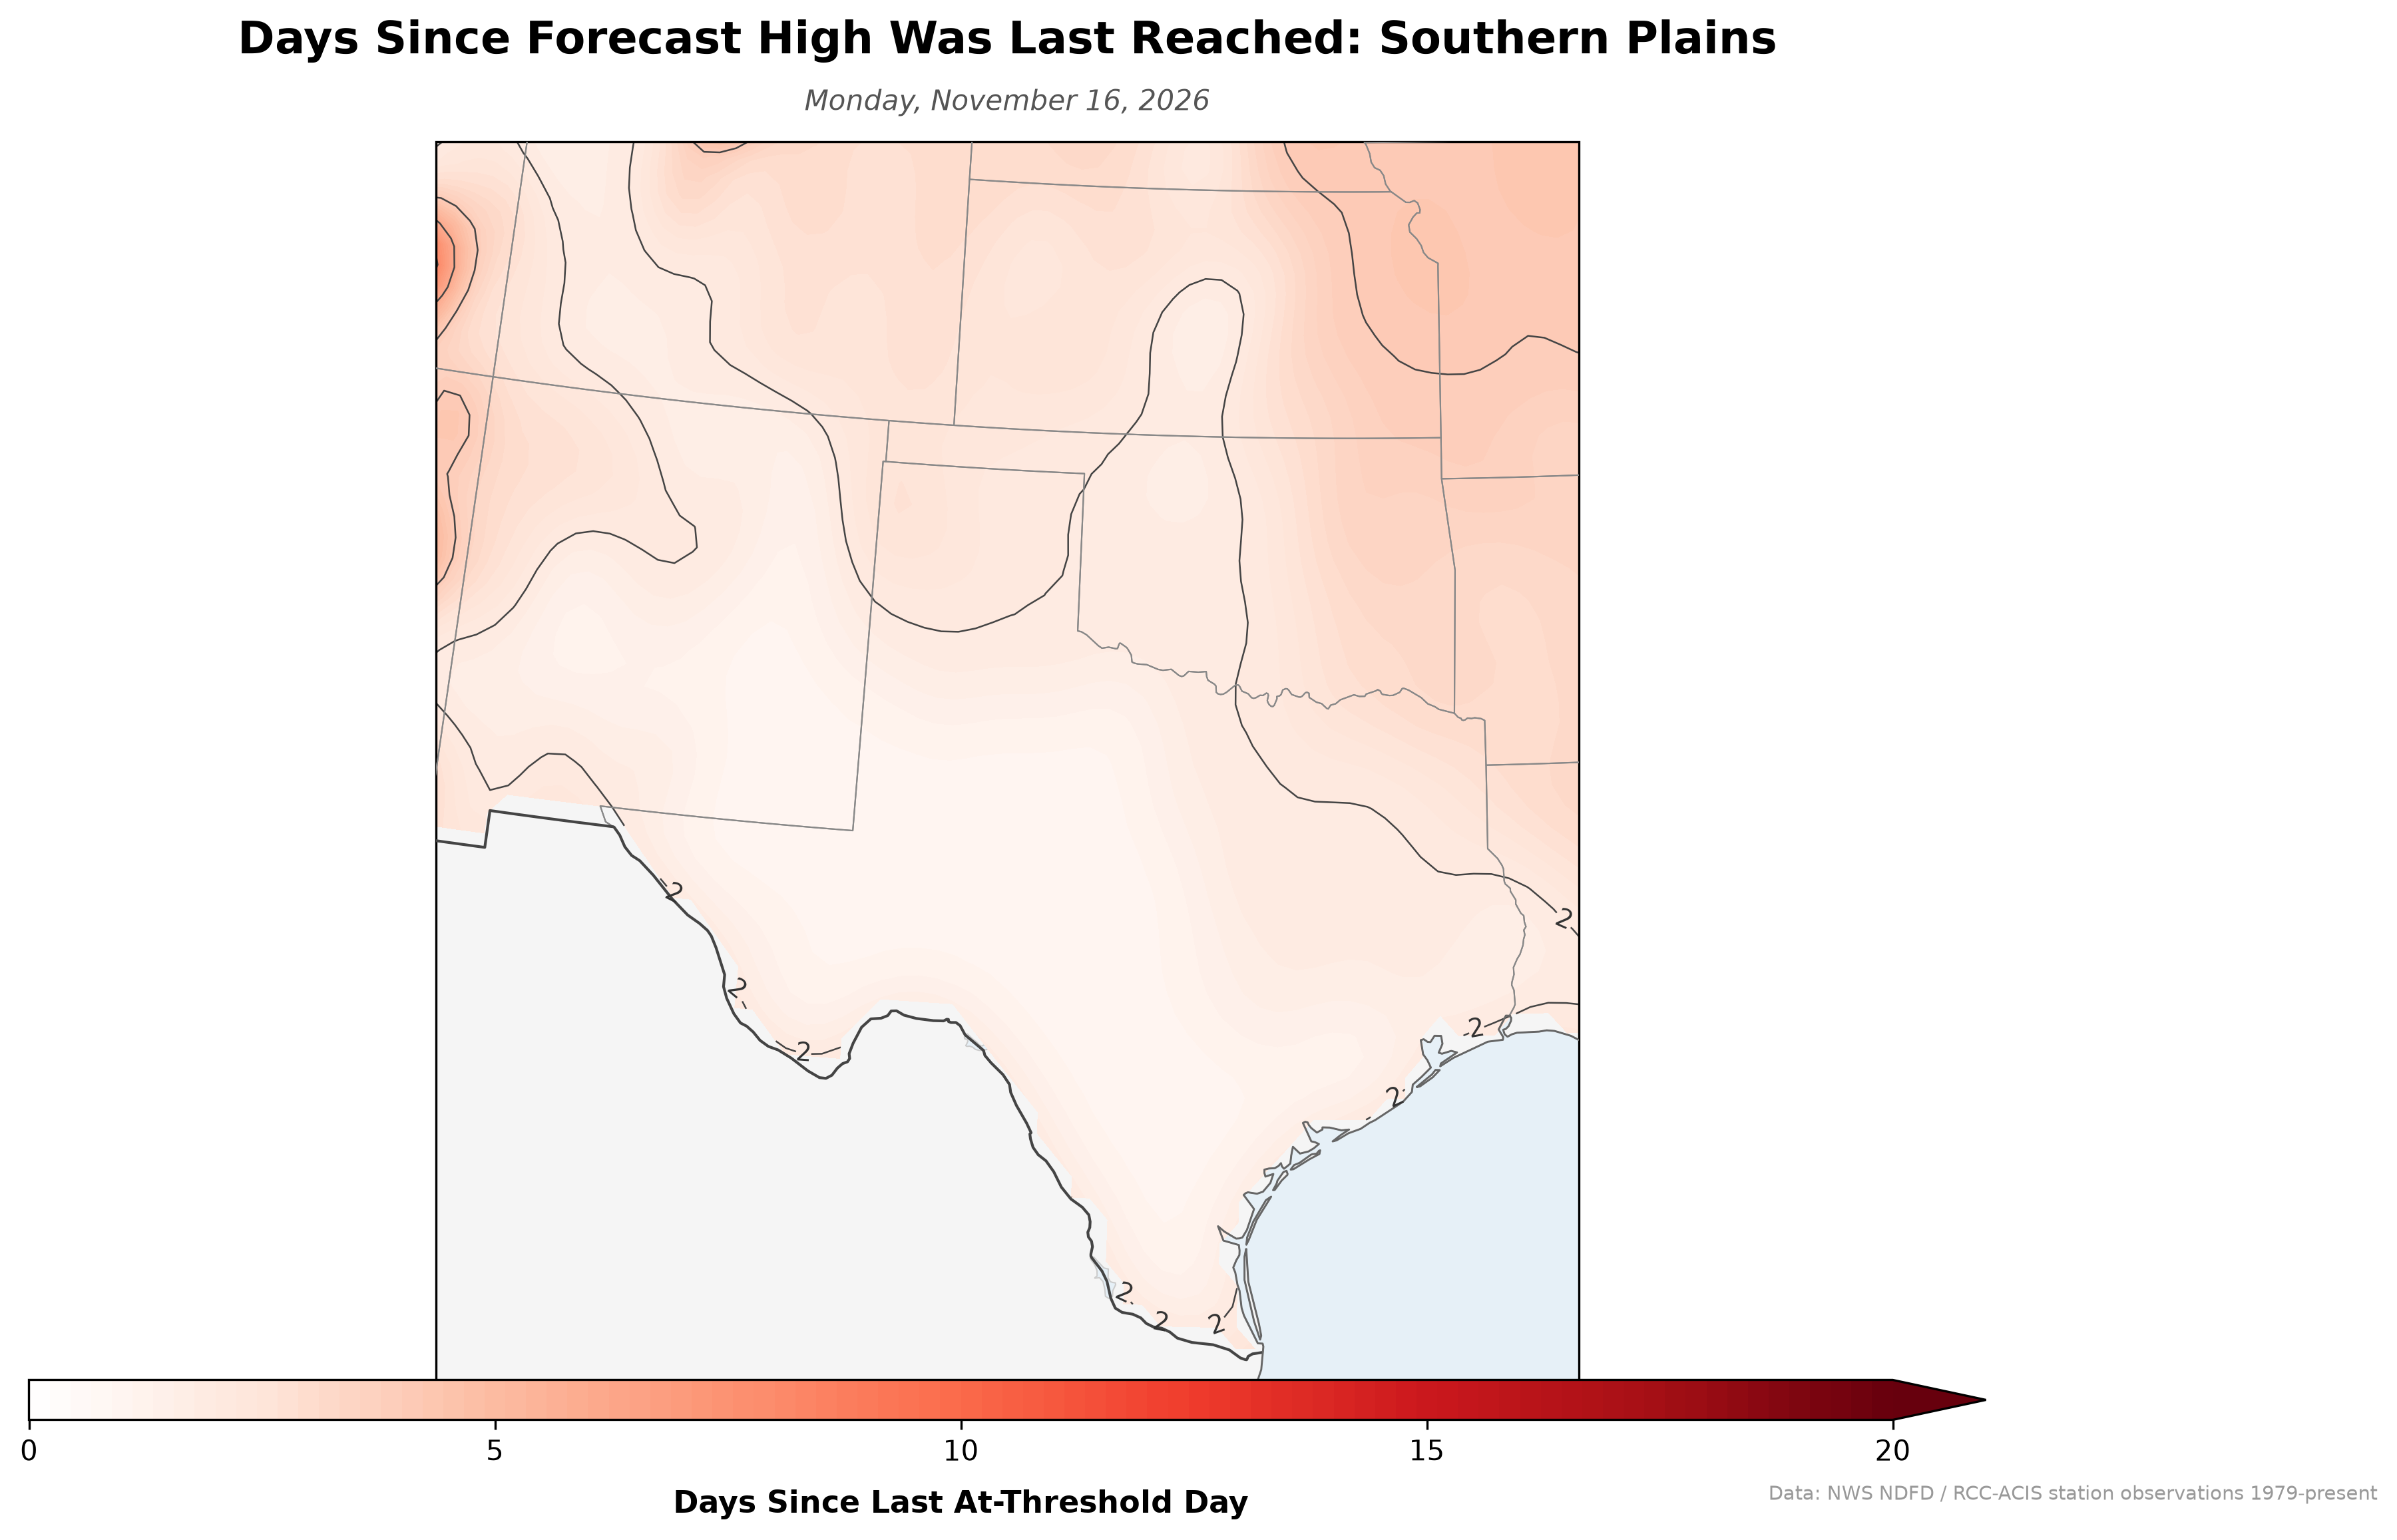 Days Since Forecast High Was Last Reached: Southern Plains
Monday, November 16, 2026
2
2
2
2
2
2
2
2
2
0 5 10 15 20
Days Since Last At-Threshold Day
Data: NWS NDFD / RCC-ACIS station observations 1979-present